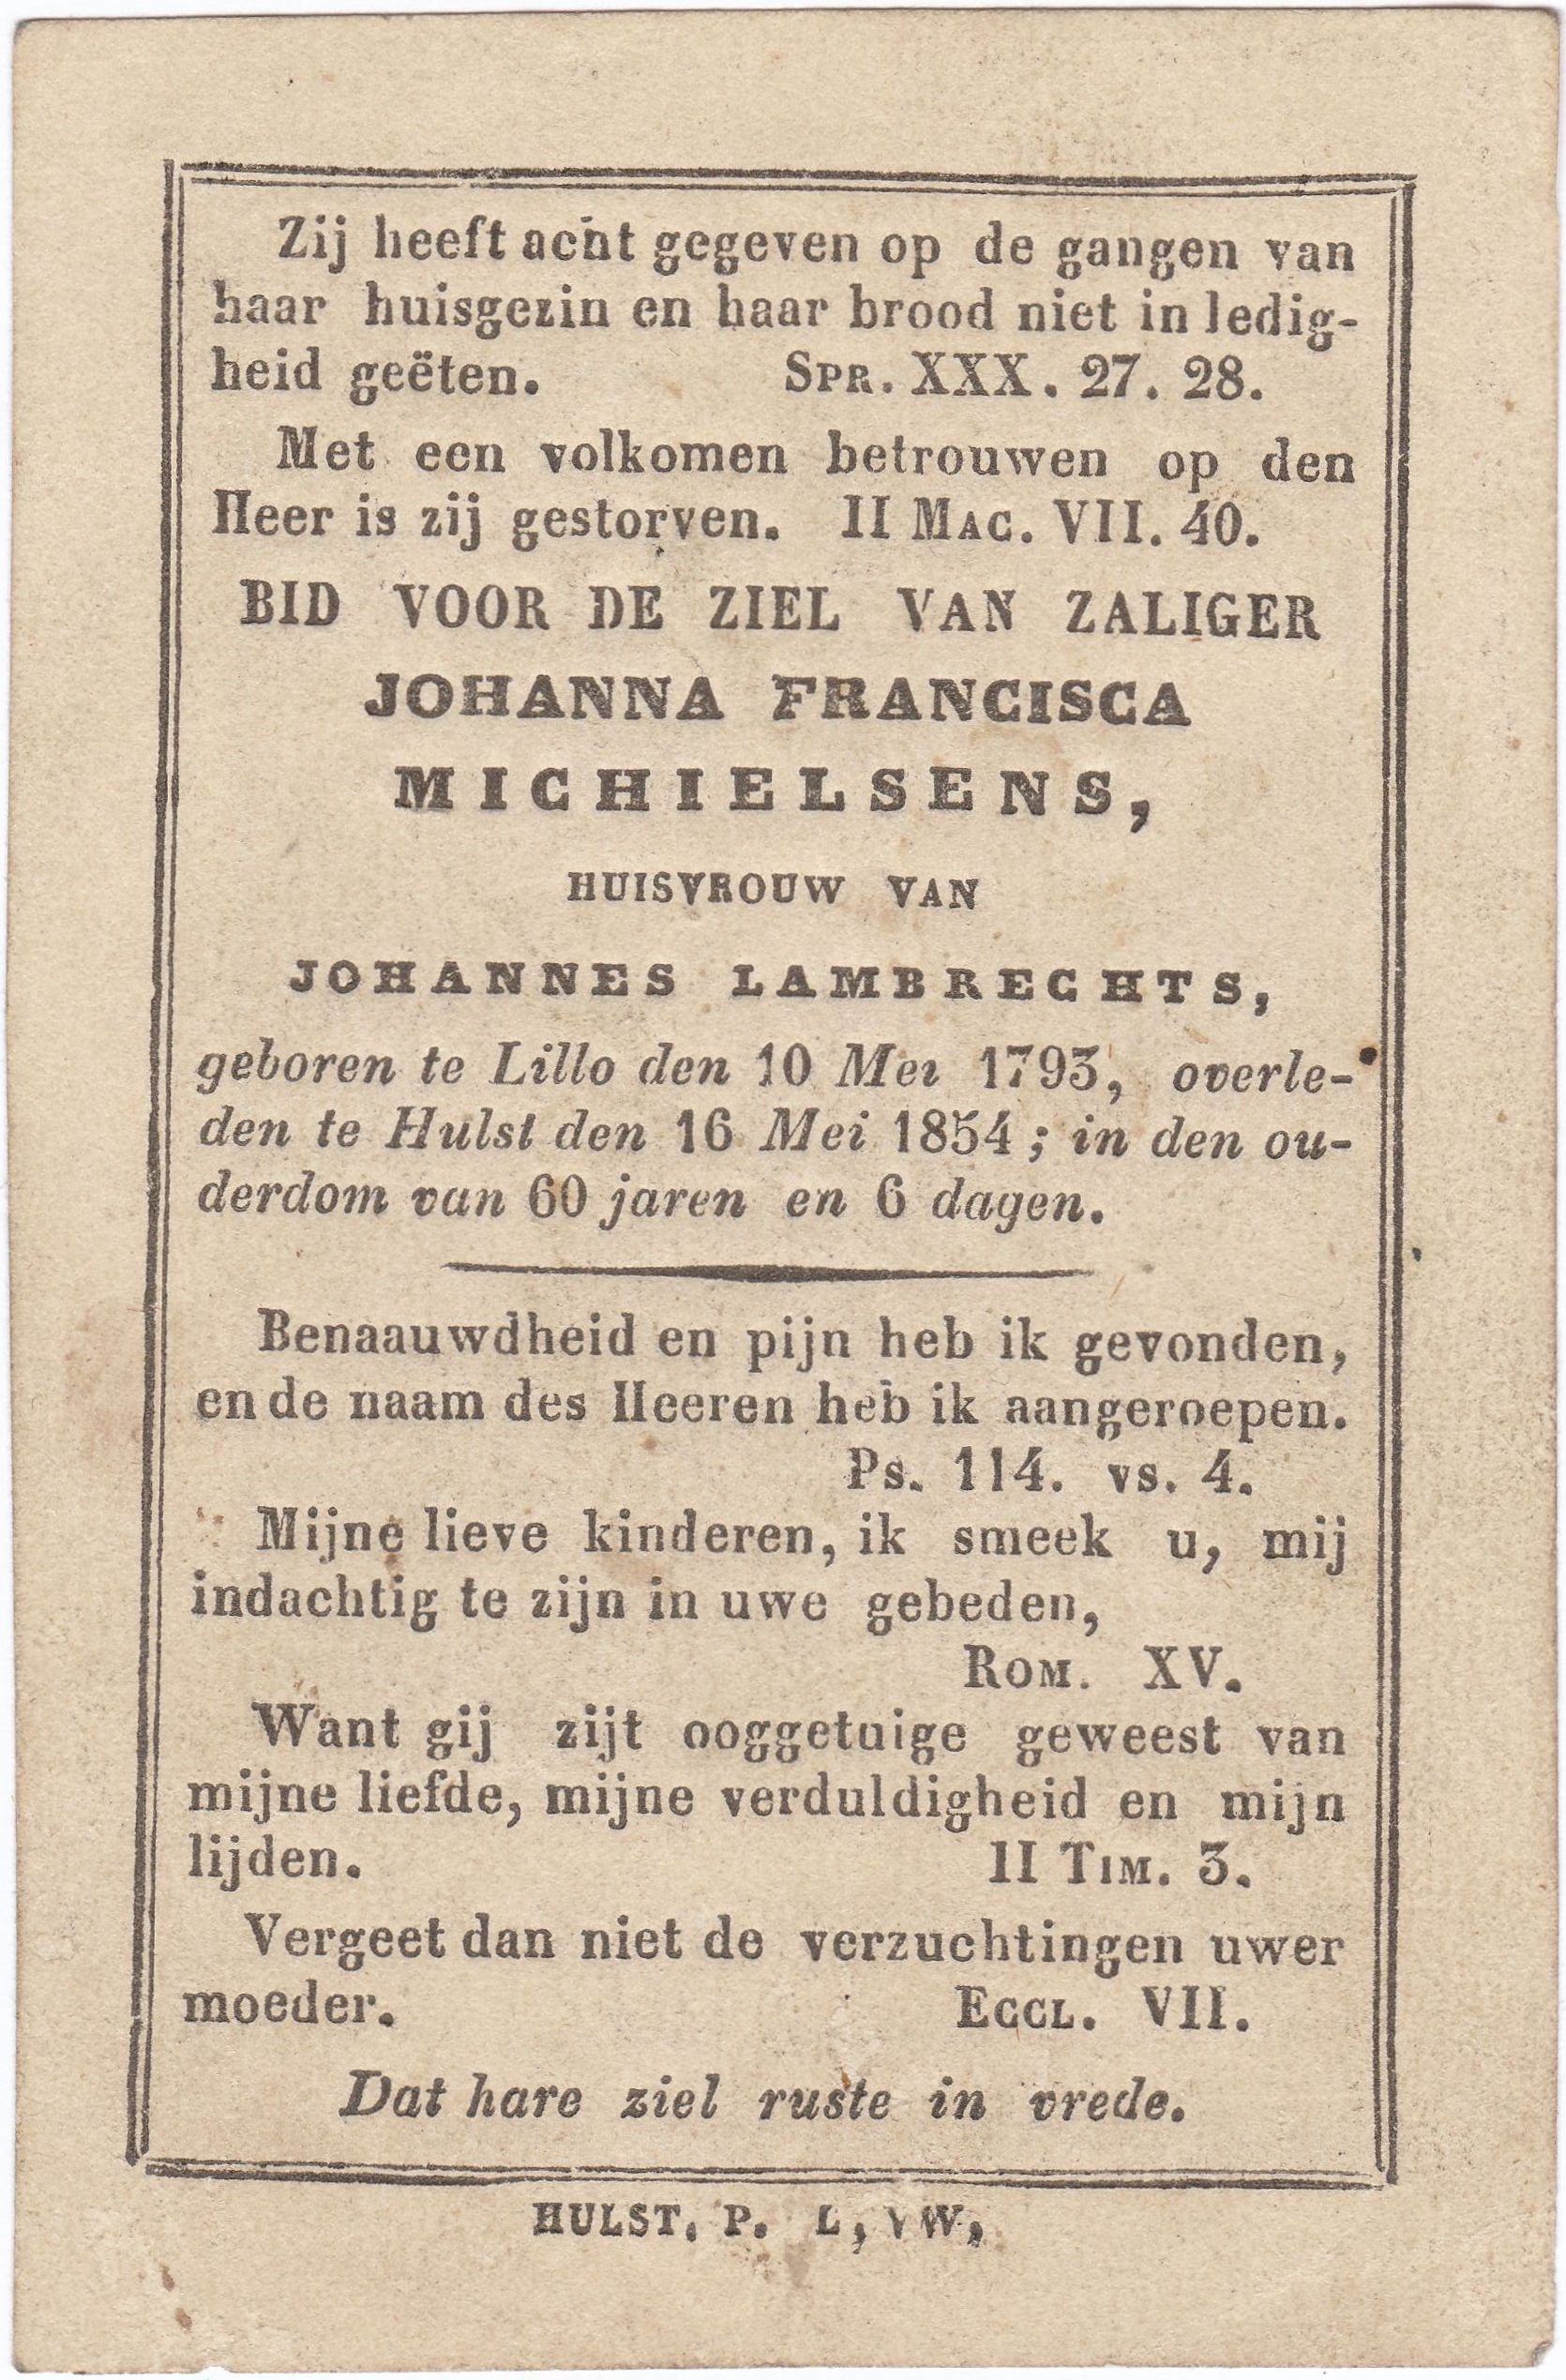 Zij heeft acht gegeven op de gangen van
haar huisgezin en haar brood niet in ledig-
heid geëten. SPR. XXX. 27. 28.
Met een volkomen betrouwen op den
Heer is zij gestorven. II MAC. VII. 40.
BID VOOR DE ZIEL VAN ZALIGER
JOHANNA FRANCISCA
MICHIELSENS,
HUISVROUW VAN
JOHANNES LAMBRECHTS,
geboren te Lillo den 10 Mei 1793, overle-
den te Hulst den 16 Mei 1854; in den ou-
derdom van 60 jaren en 6 dagen.
Benaauwdheid en pijn heb ik gevonden,
en de naam des Heeren heb ik aangeroepen.
Ps. 114. vs. 4.
Mijne lieve kinderen, ik smeek u, mij
indachtig te zijn in uwe gebeden,
ROM. XV.
Want gij zijt ooggetuige geweest van
mijne liefde, mijne verduldigheid en mijn
lijden. II TIM. 3.
Vergeet dan niet de verzuchtingen uwer
moeder. ECCL. VII.
Dat hare ziel ruste in vrede.
HULST, P. L,